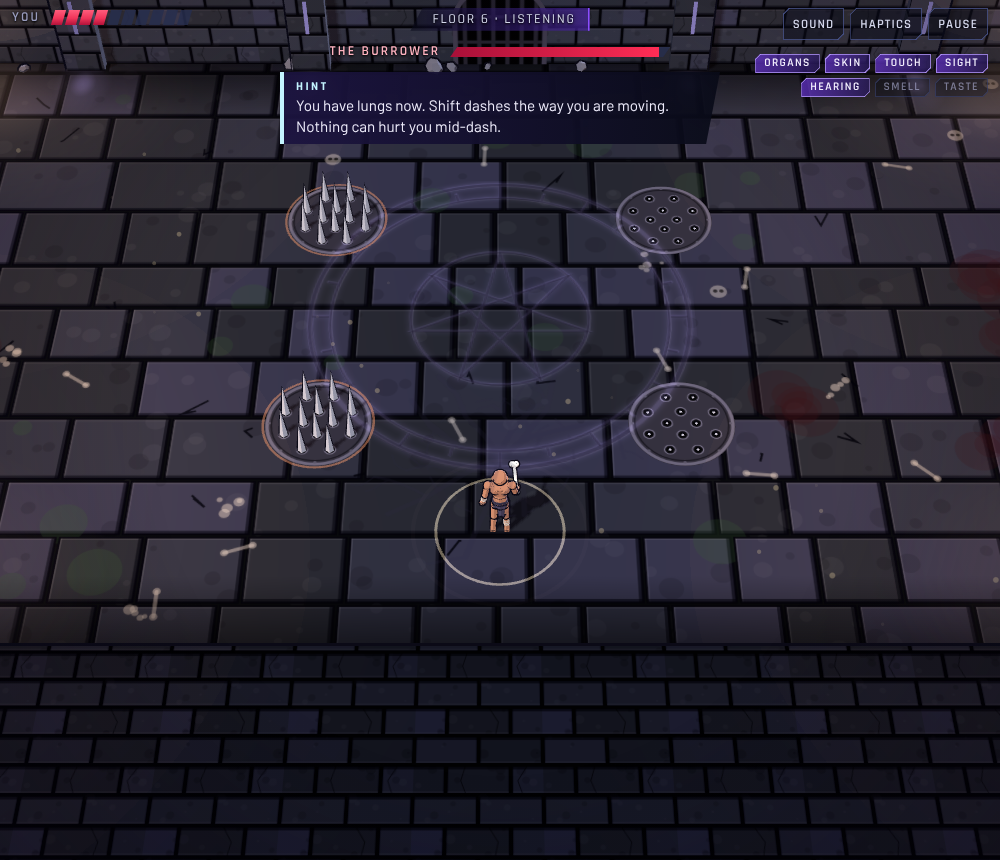 YOU
FLOOR 6 · LISTENING
SOUND
HAPTICS
PAUSE
THE BURROWER
ORGANS
SKIN
TOUCH
SIGHT
HEARING
SMELL
TASTE
HINT
You have lungs now. Shift dashes the way you are moving.
Nothing can hurt you mid-dash.